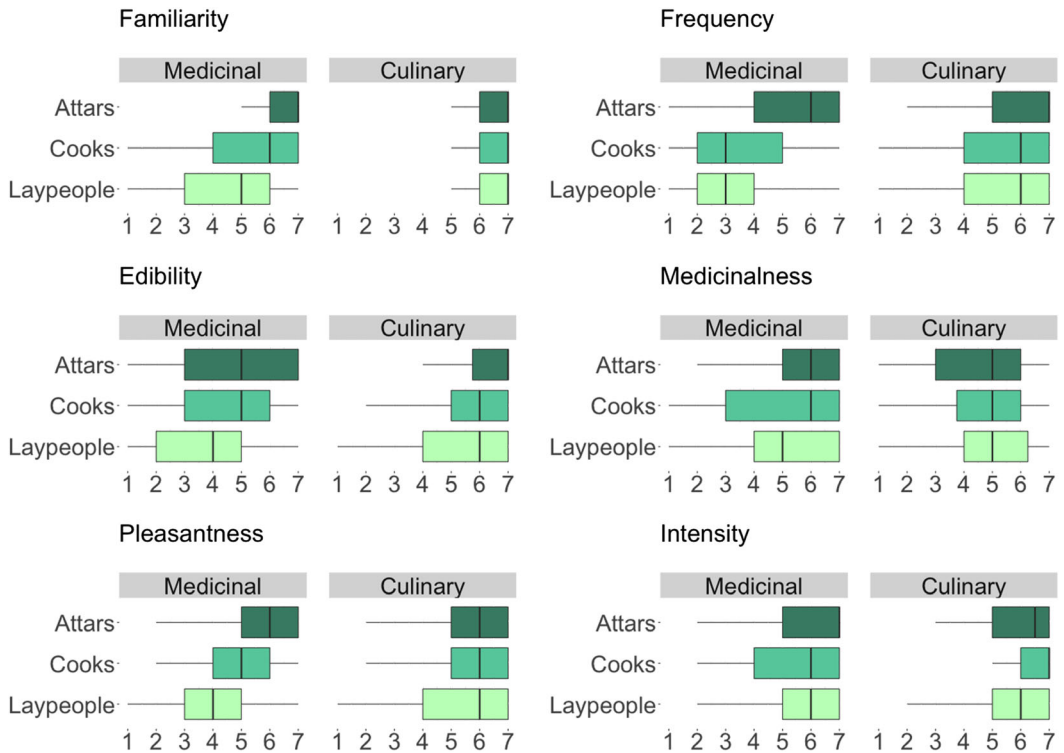 Familiarity Frequency
Medicinal Culinary Medicinal Culinary
Attars Attars
Cooks Cooks
Laypeople Laypeople
1 2 3 4 5 6 7 1 2 3 4 5 6 7 1 2 3 4 5 6 7 1 2 3 4 5 6 7
Edibility Medicinalness
Medicinal Culinary Medicinal Culinary
Attars Attars
Cooks Cooks
Laypeople Laypeople
1 2 3 4 5 6 7 1 2 3 4 5 6 7 1 2 3 4 5 6 7 1 2 3 4 5 6 7
Pleasantness Intensity
Medicinal Culinary Medicinal Culinary
Attars Attars
Cooks Cooks
Laypeople Laypeople
1 2 3 4 5 6 7 1 2 3 4 5 6 7 1 2 3 4 5 6 7 1 2 3 4 5 6 7